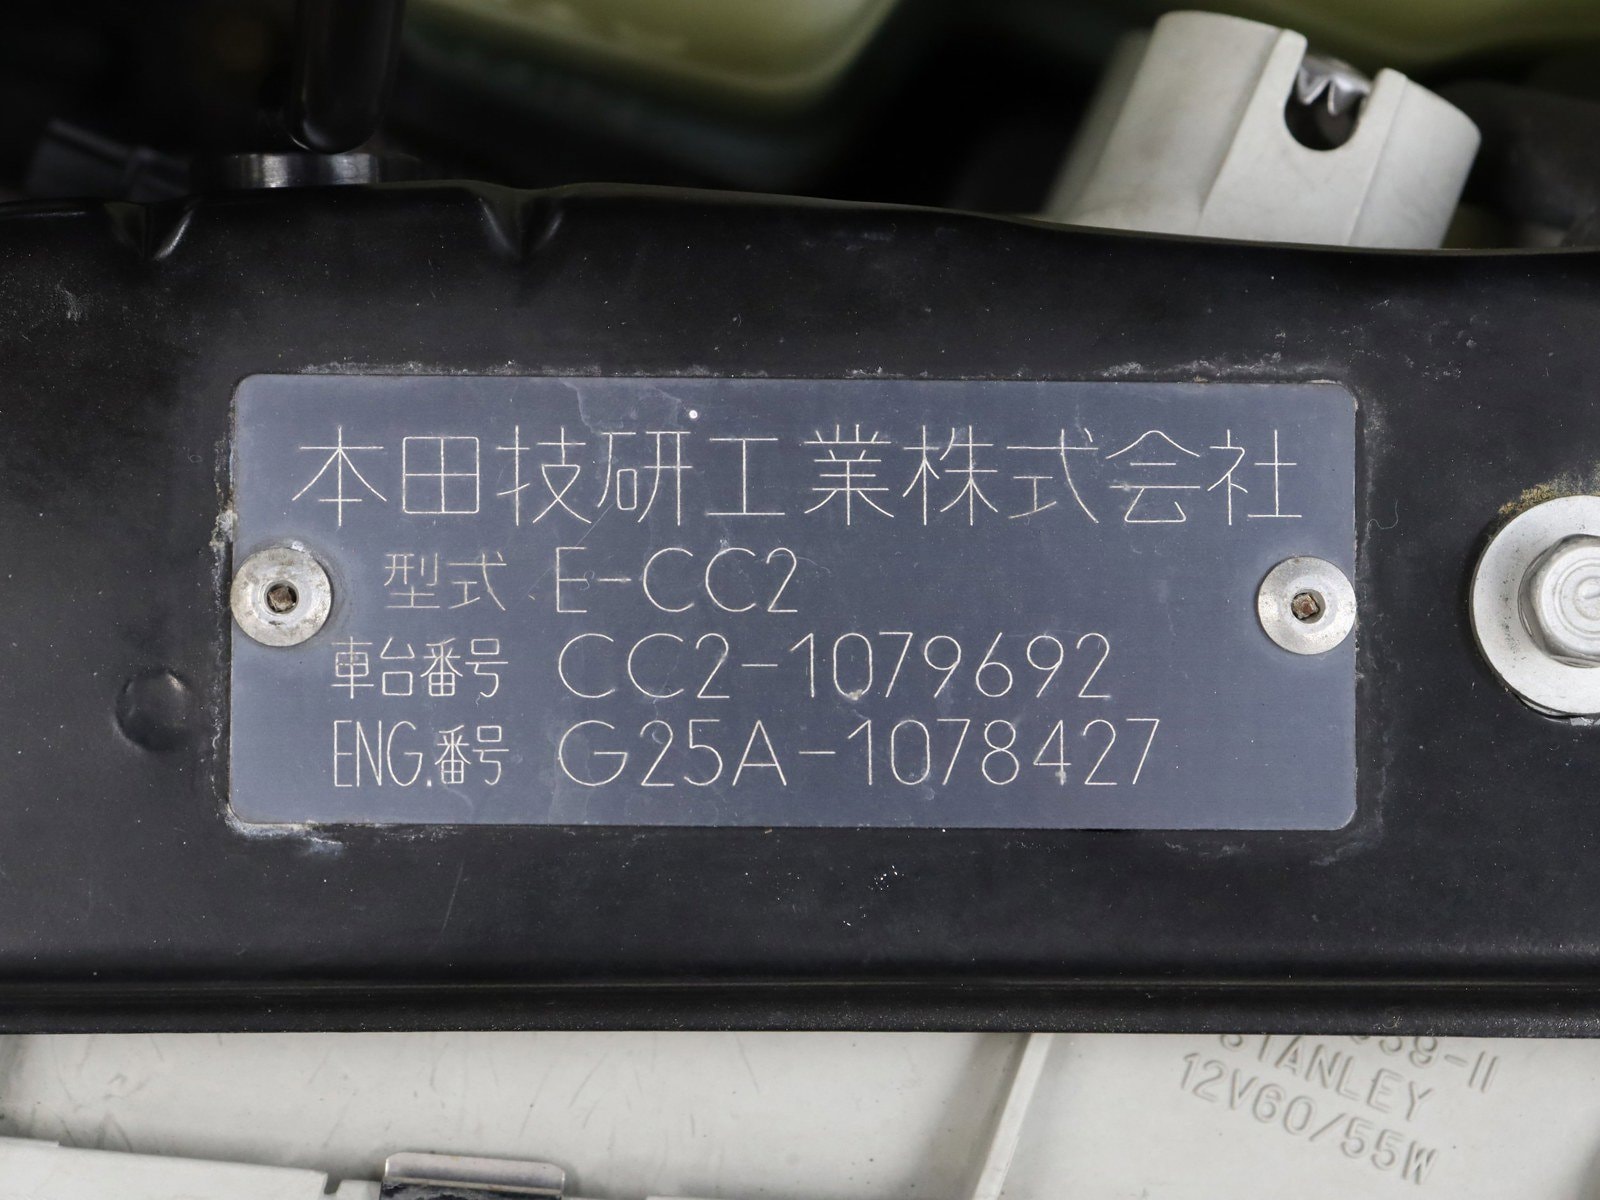 本田技研工業株式会社
型式 E-CC2
車台番号 CC2-1079692
ENG.番号 G25A-1078427
STANLEY
12V60/55W